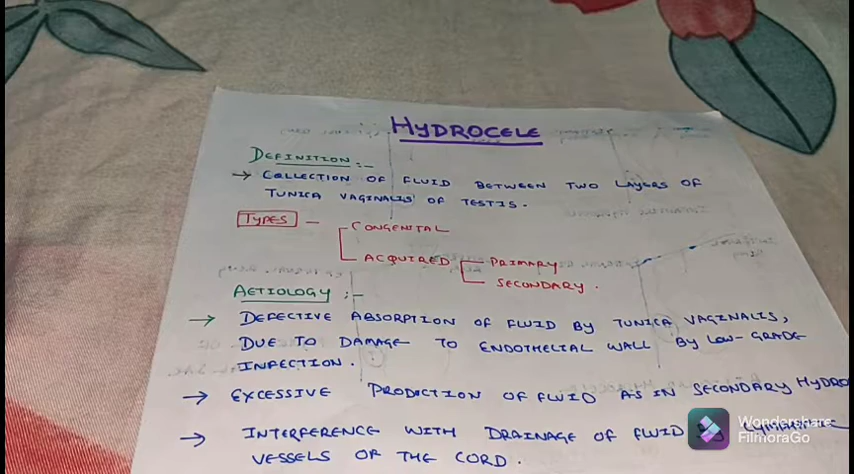 HYDROCELE
DEFINITION :-
→ COLLECTION OF FLUID BETWEEN TWO LAYERS OF
TUNICA VAGINALIS OF TESTIS.
TYPES - CONGENITAL
ACQUIRED PRIMARY
SECONDARY.
AETIOLOGY :-
→ DEFECTIVE ABSORPTION OF FLUID BY TUNICA VAGINALIS,
DUE TO DAMAGE TO ENDOTHELIAL WALL BY LOW-GRADE
INFECTION.
→ EXCESSIVE PRODUCTION OF FLUID AS IN SECONDARY HYDRO
→ INTERFERENCE WITH DRAINAGE OF FLUID
VESSELS OF THE CORD.
Wondershare
FilmoraGo